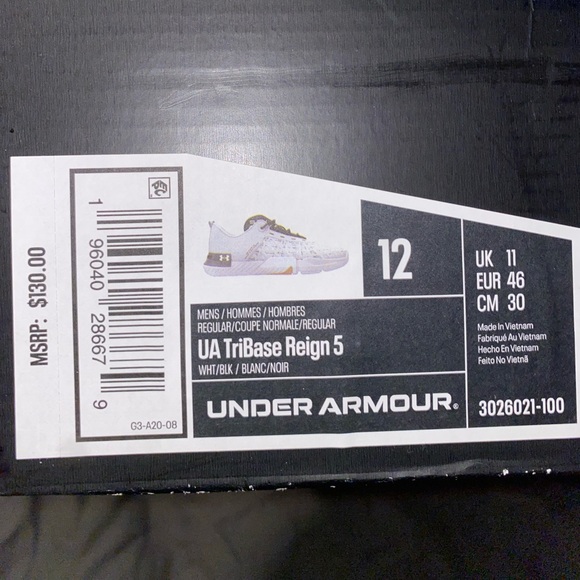 MSRP: $130.00
1 96040 28667 9
G3-A20-08
12
MENS / HOMMES / HOMBRES
REGULAR/COUPE NORMALE/REGULAR
UA TriBase Reign 5
WHT/BLK / BLANC/NOIR
UNDER ARMOUR®
UK 11
EUR 46
CM 30
Made in Vietnam
Fabriqué Au Vietnam
Hecho En Vietnam
Feito No Vietnã
3026021-100